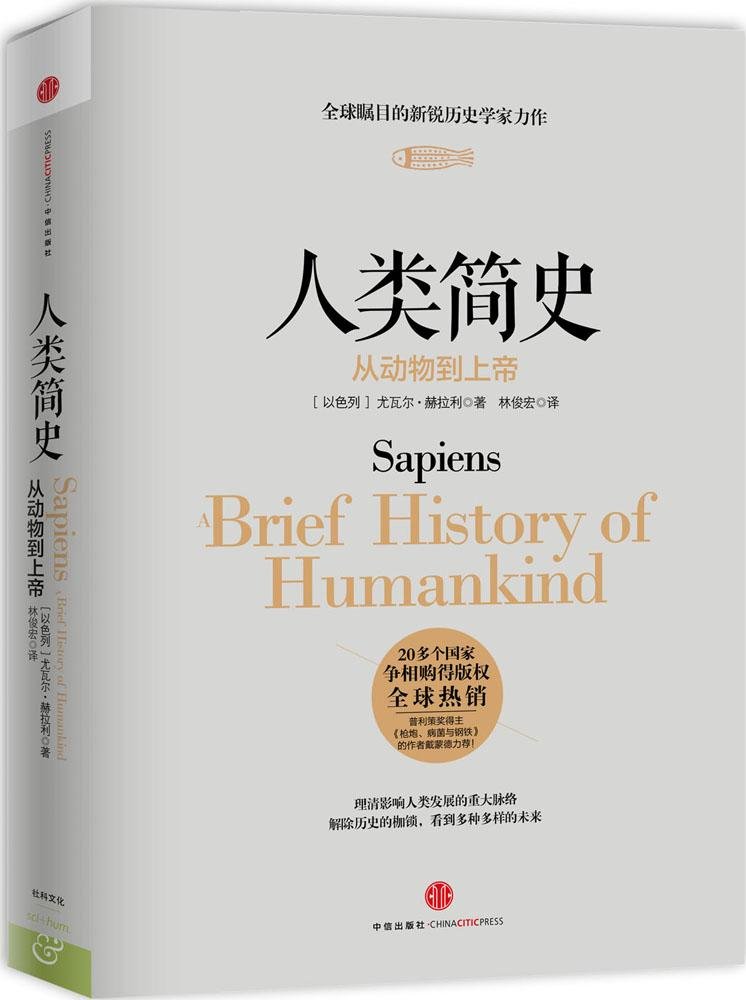 中信出版社·CHINACITICPRESS
人类简史
从动物到上帝
Sapiens
A Brief History of Humankind
[以色列]尤瓦尔·赫拉利◎著
林俊宏◎译
社科文化
sci+hum.
&
全球瞩目的新锐历史学家力作
人类简史
从动物到上帝
[以色列]尤瓦尔·赫拉利◎著 林俊宏◎译
Sapiens
A Brief History of
Humankind
20多个国家
争相购得版权
全球热销
普利策奖得主
《枪炮、病菌与钢铁》
的作者戴蒙德力荐!
理清影响人类发展的重大脉络
解除历史的枷锁，看到多种多样的未来
中信出版社·CHINACITICPRESS